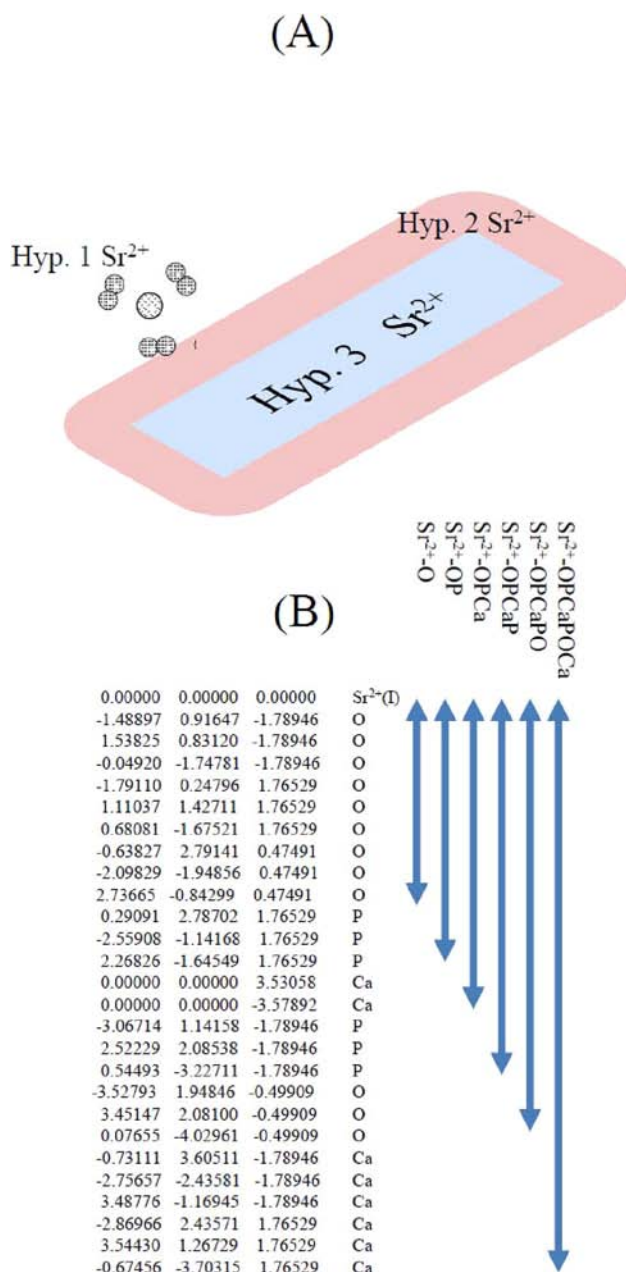 (A)
Hyp. 1 Sr²⁺
Hyp. 2 Sr²⁺
Hyp. 3 Sr²⁺
(B)
Sr²⁺-O
Sr²⁺-OP
Sr²⁺-OPCa
Sr²⁺-OPCaP
Sr²⁺-OPCaPO
Sr²⁺-OPCaPOCa
0.00000 0.00000 0.00000 Sr²⁺(I)
-1.48897 0.91647 -1.78946 O
1.53825 0.83120 -1.78946 O
-0.04920 -1.74781 -1.78946 O
-1.79110 0.24796 1.76529 O
1.11037 1.42711 1.76529 O
0.68081 -1.67521 1.76529 O
-0.63827 2.79141 0.47491 O
-2.09829 -1.94856 0.47491 O
2.73665 -0.84299 0.47491 O
0.29091 2.78702 1.76529 P
-2.55908 -1.14168 1.76529 P
2.26826 -1.64549 1.76529 P
0.00000 0.00000 3.53058 Ca
0.00000 0.00000 -3.57892 Ca
-3.06714 1.14158 -1.78946 P
2.52229 2.08538 -1.78946 P
0.54493 -3.22711 -1.78946 P
-3.52793 1.94846 -0.49909 O
3.45147 2.08100 -0.49909 O
0.07655 -4.02961 -0.49909 O
-0.73111 3.60511 -1.78946 Ca
-2.75657 -2.43581 -1.78946 Ca
3.48776 -1.16945 -1.78946 Ca
-2.86966 2.43571 1.76529 Ca
3.54430 1.26729 1.76529 Ca
-0.67456 -3.70315 1.76529 Ca